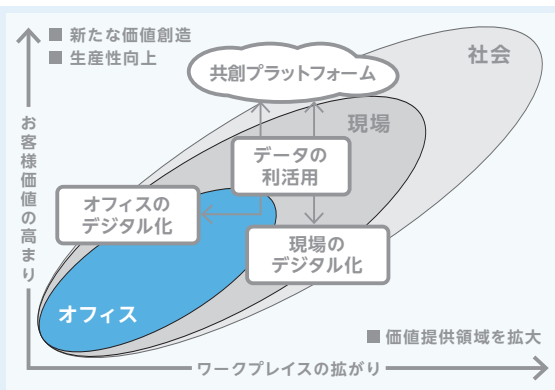 ■ 新たな価値創造
■ 生産性向上
社会
共創プラットフォーム
現場
お客様価値の高まり
データの
利活用
オフィスの
デジタル化
現場の
デジタル化
オフィス
■ 価値提供領域を拡大
ワークプレイスの拡がり